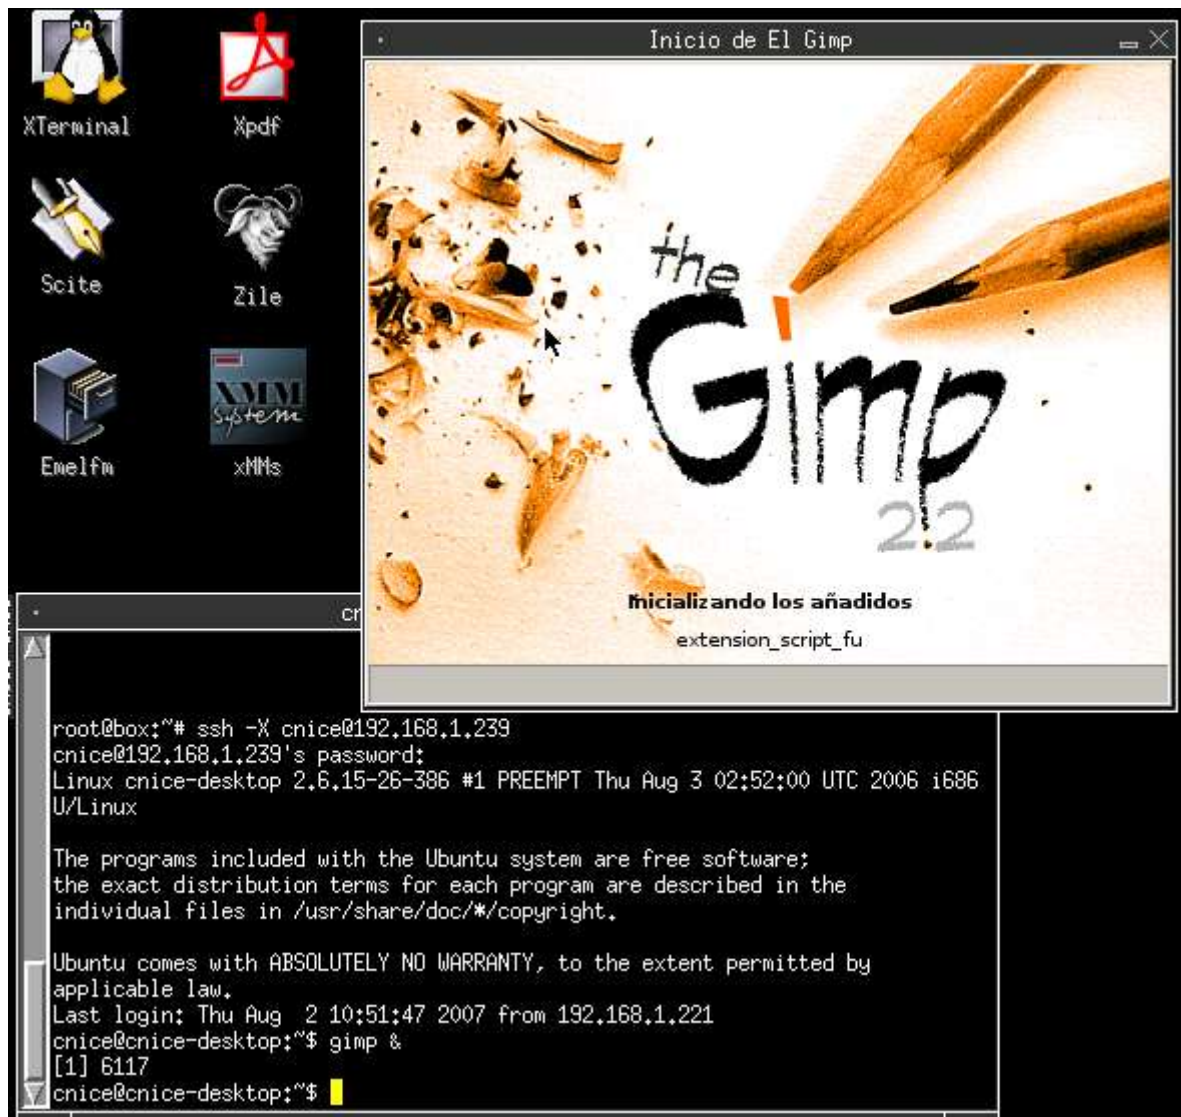 XTerminal
Xpdf
Scite
Zile
Emelfm
XMM
System
xMMs
Inicio de El Gimp
the
Gimp
2.2
Inicializando los añadidos
extension_script_fu
cn
root@box:~# ssh -X cnice@192.168.1.239
cnice@192.168.1.239's password:
Linux cnice-desktop 2.6.15-26-386 #1 PREEMPT Thu Aug 3 02:52:00 UTC 2006 i686
U/Linux
The programs included with the Ubuntu system are free software;
the exact distribution terms for each program are described in the
individual files in /usr/share/doc/*/copyright.
Ubuntu comes with ABSOLUTELY NO WARRANTY, to the extent permitted by
applicable law.
Last login: Thu Aug  2 10:51:47 2007 from 192.168.1.221
cnice@cnice-desktop:~$ gimp &
[1] 6117
cnice@cnice-desktop:~$